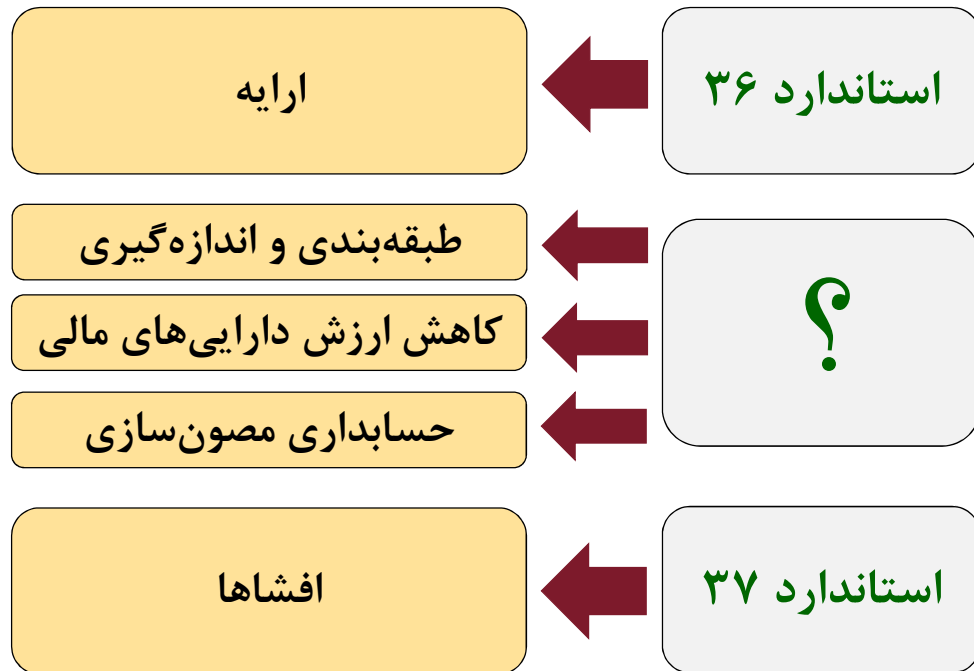 استاندارد ۳۶
ارایه
؟
طبقه‌بندی و اندازه‌گیری
کاهش ارزش دارایی‌های مالی
حسابداری مصون‌سازی
استاندارد ۳۷
افشاها